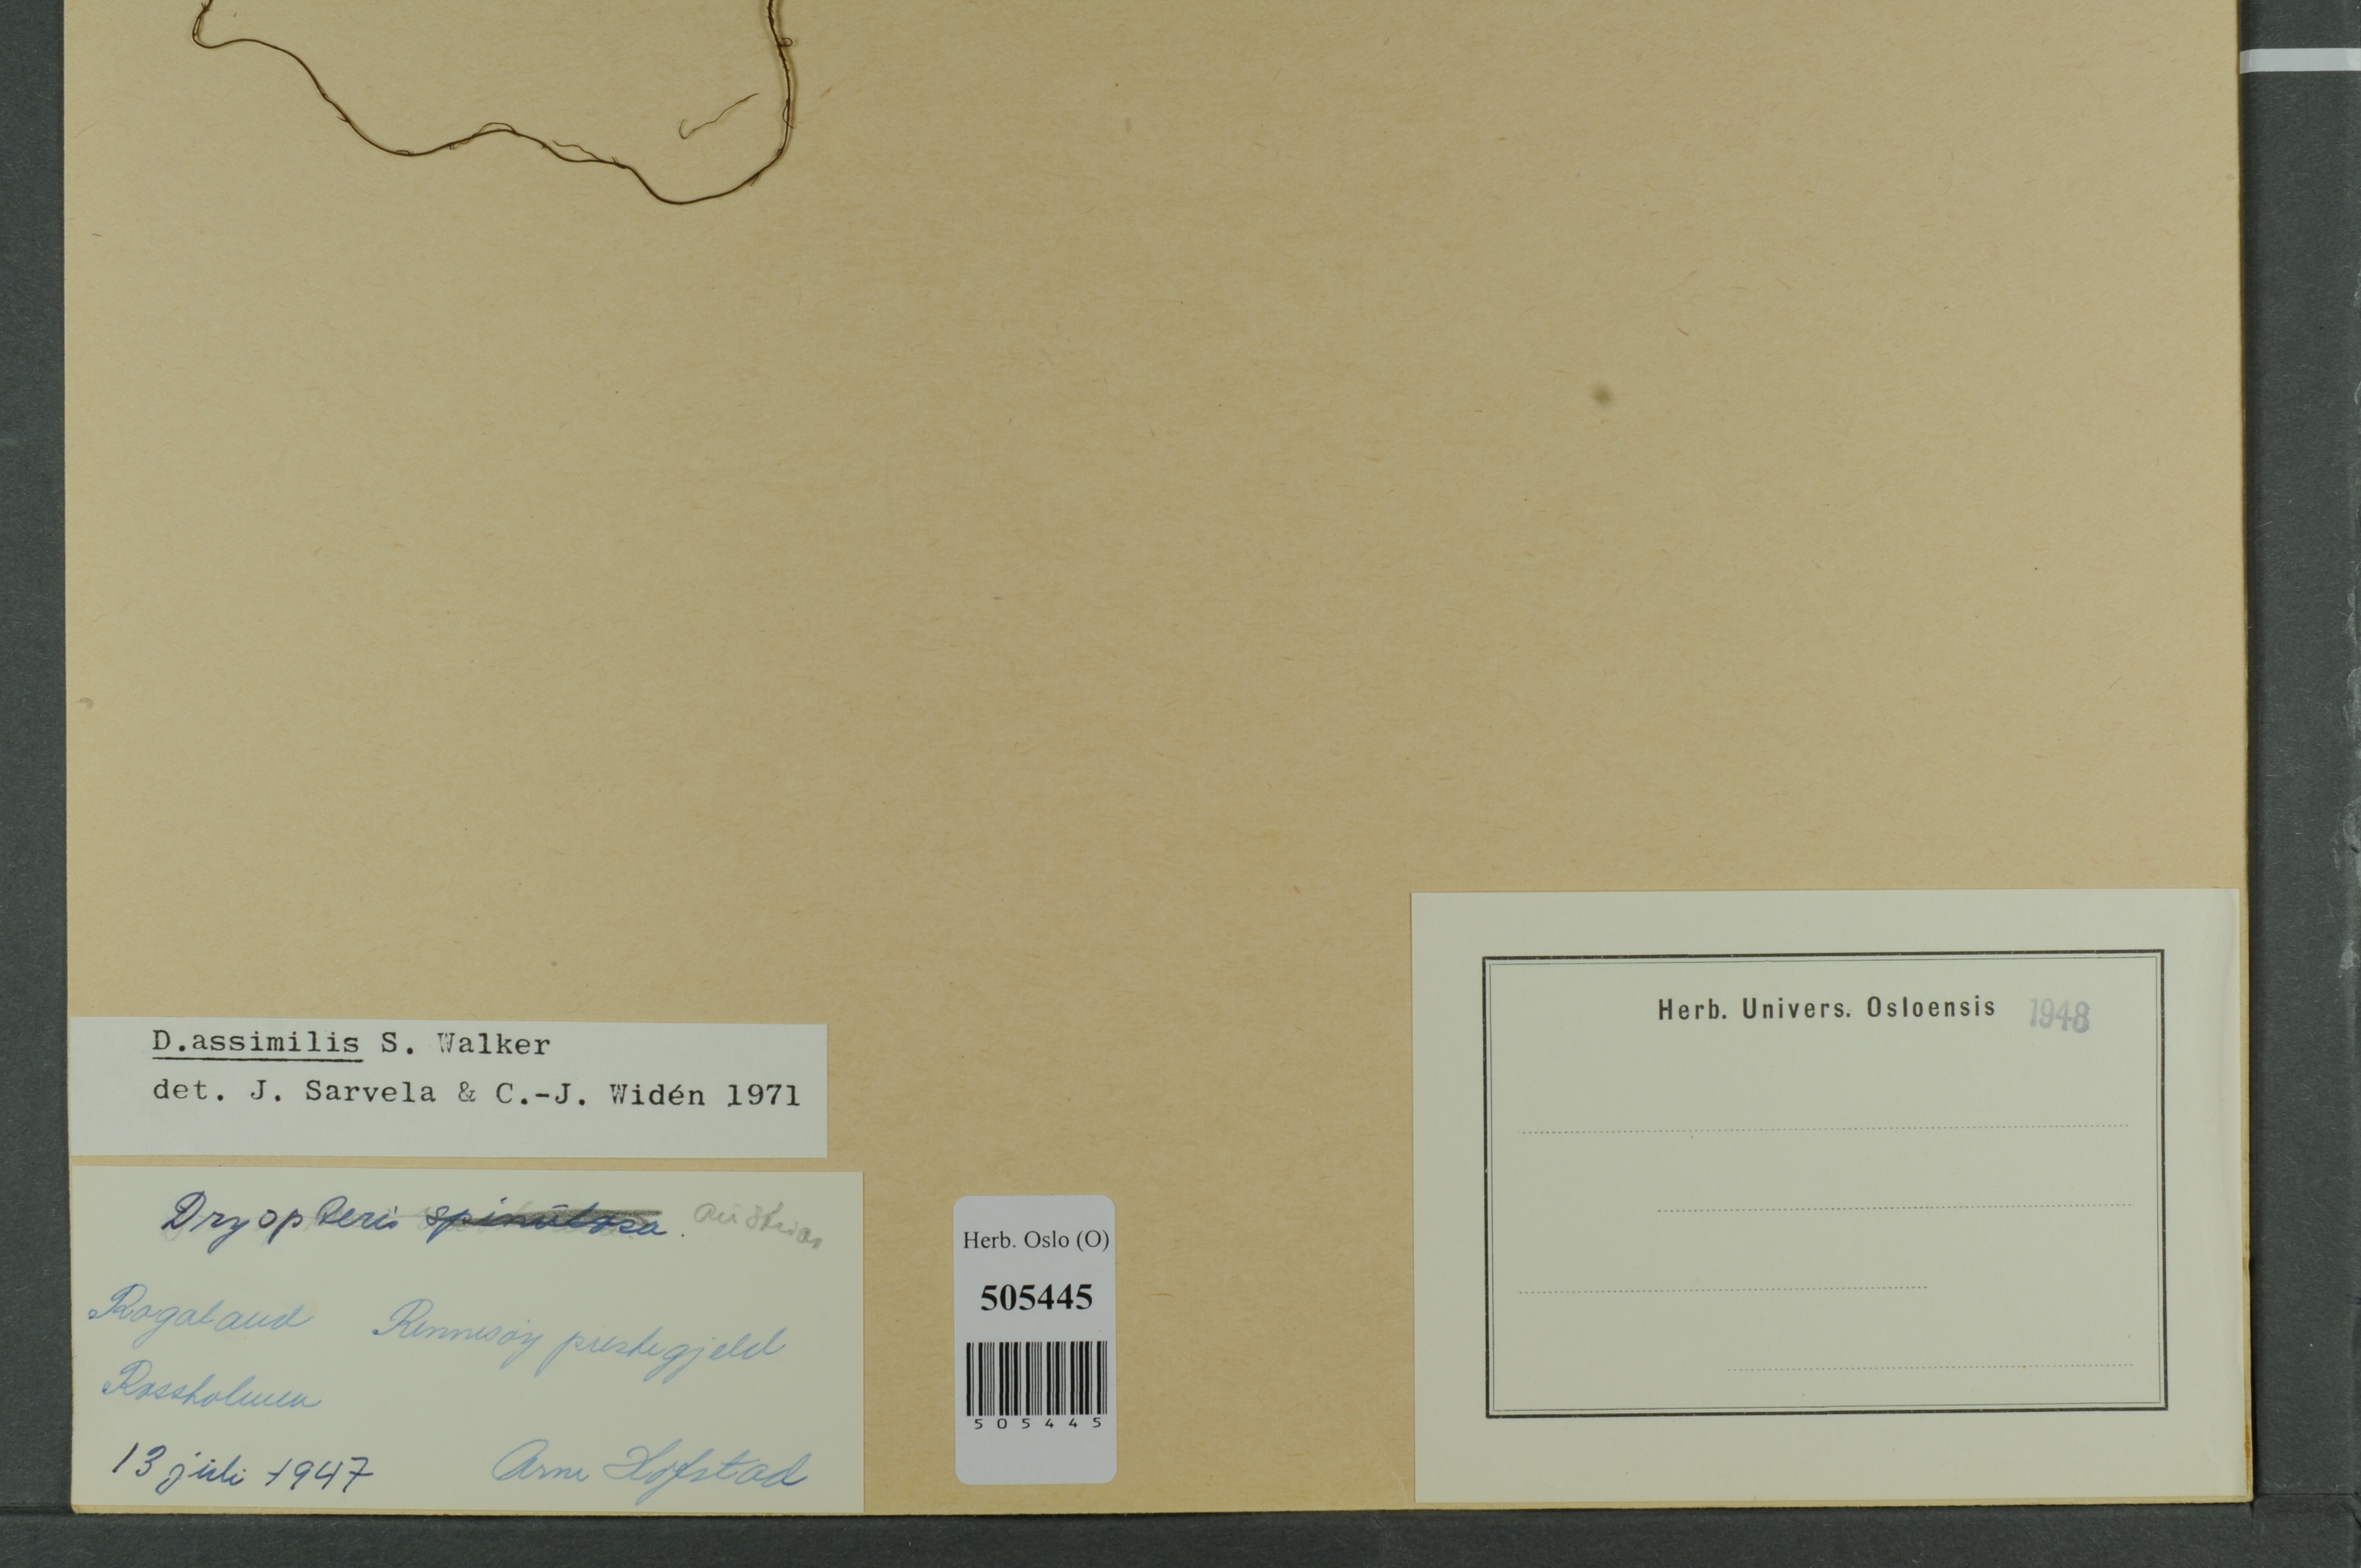 D.assimilis S. Walker
det. J. Sarvela & C.-J. Widén 1971
Dryopteris spinulosa.
Rogaland Rennesøy prestegjeld
Rossholmen
13 juli 1947 Arne
Herb. Oslo (O)
505445
505445
Herb. Univers. Osloensis 1948